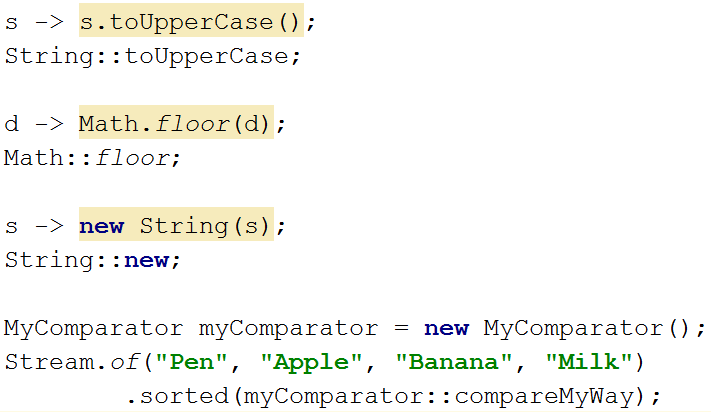 s -> s.toUpperCase();
String::toUpperCase;
d -> Math.floor(d);
Math::floor;
s -> new String(s);
String::new;
MyComparator myComparator = new MyComparator();
Stream.of("Pen", "Apple", "Banana", "Milk")
.sorted(myComparator::compareMyWay);